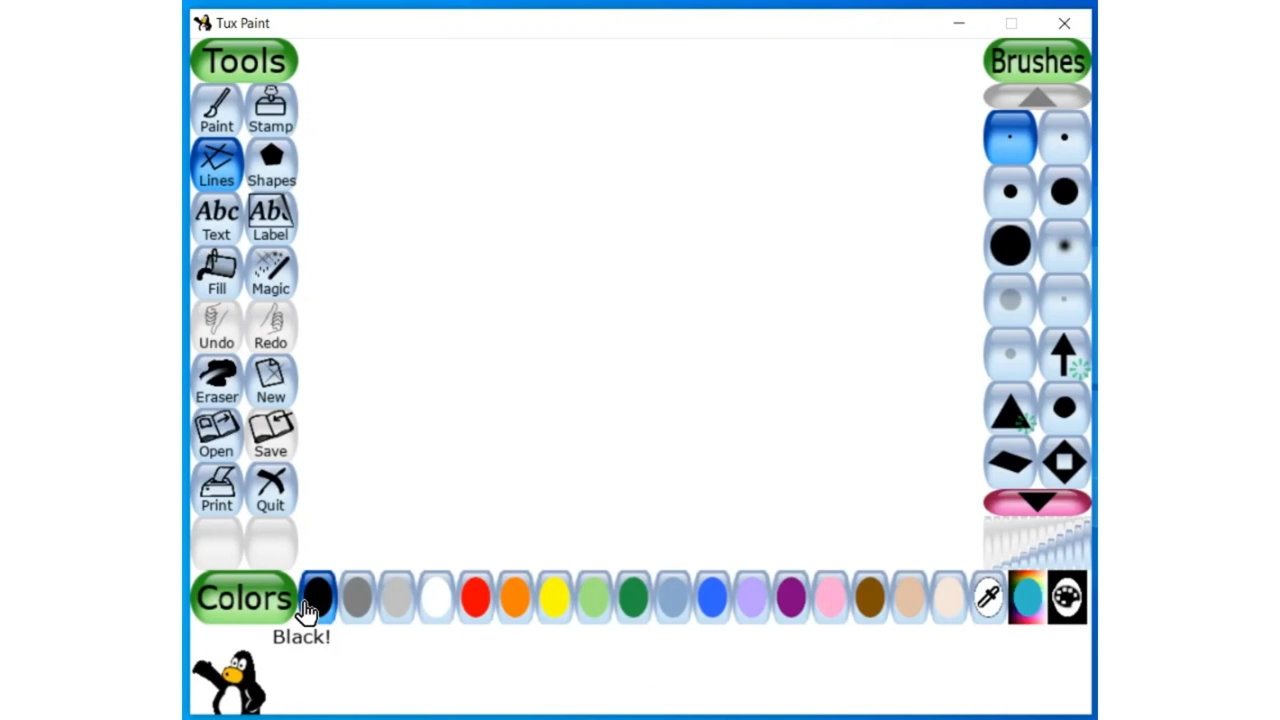 Tux Paint
Tools
Brushes
Paint
Stamp
Lines
Shapes
Abc
Text
Abc
Label
Fill
Magic
Undo
Redo
Eraser
New
Open
Save
Print
Quit
Colors
Black!